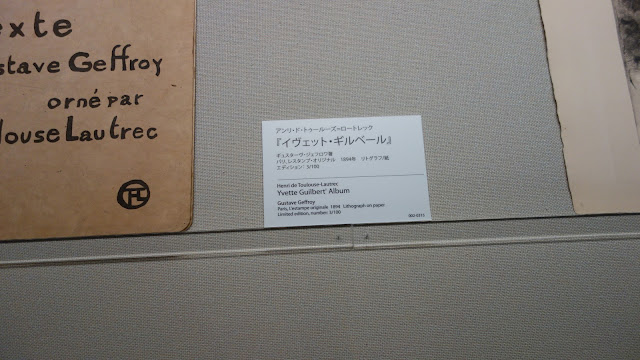 exte
stave Geffroy
orné par
louse Lautrec
アンリ・ド・トゥールーズ=ロートレック
『イヴェット・ギルベール』
ギュスターヴ・ジェフロワ著
パリ、レスタンプ・オリジナル 1894年 リトグラフ/紙
エディション: 3/100
Henri de Toulouve-Lautrec
Yvette Guilbert' Album
Gustave Geffroy
Paris, l'estampe originale 1894 Lithograph on paper
Limited edition, number: 3/100
002-0315